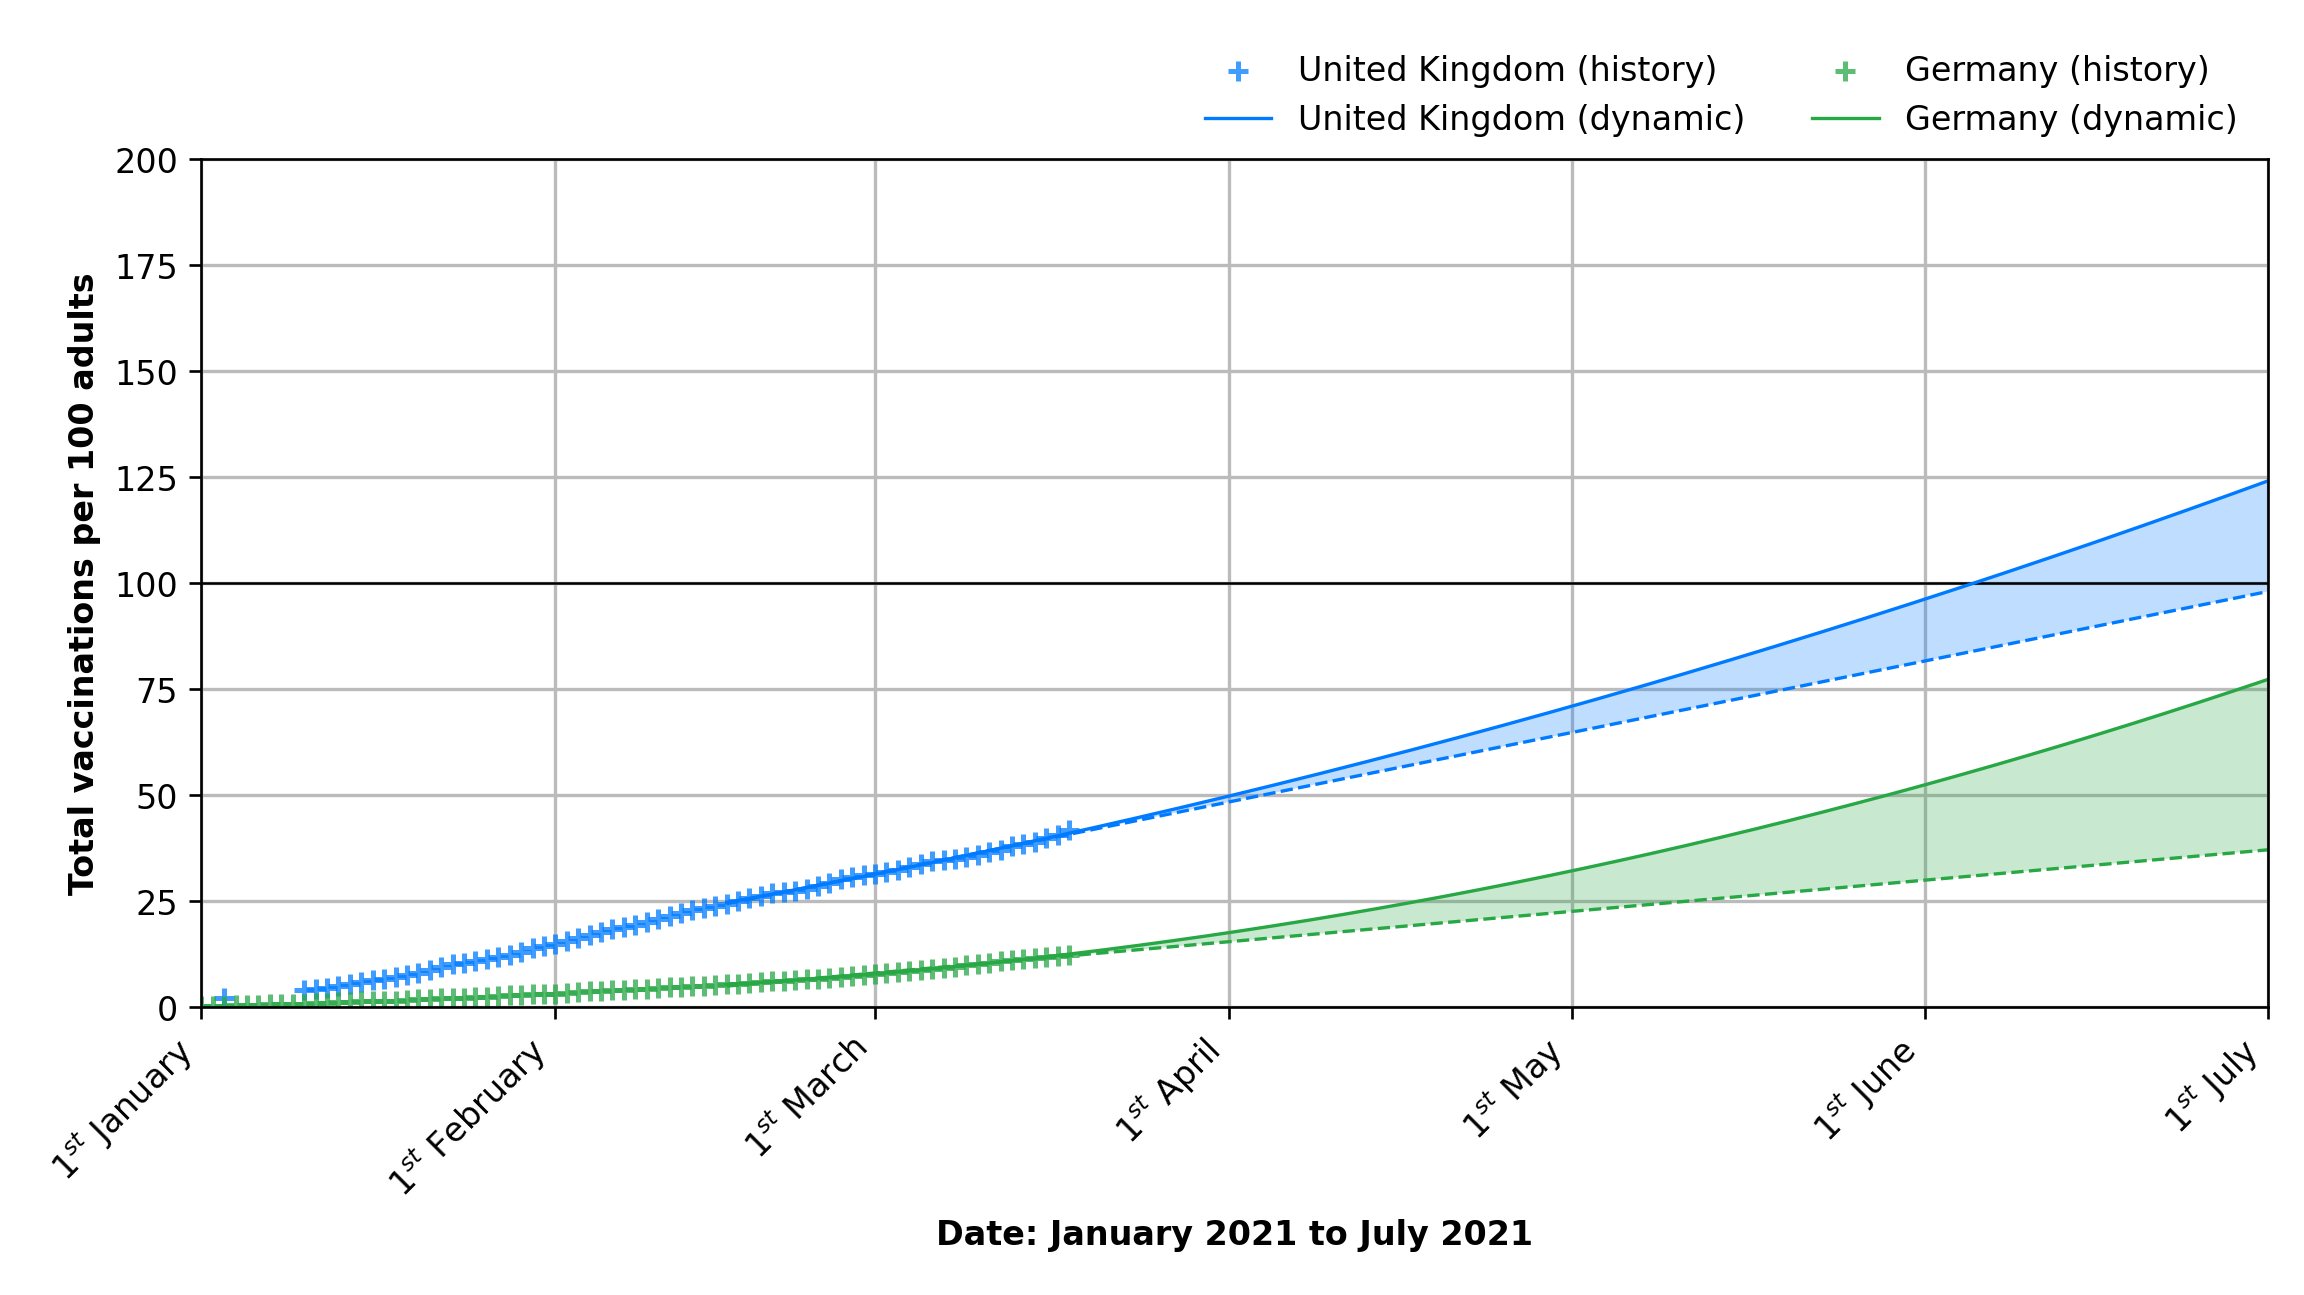 United Kingdom (history)
Germany (history)
United Kingdom (dynamic)
Germany (dynamic)
Total vaccinations per 100 adults
200
175
150
125
100
75
50
25
0
1st January
1st February
1st March
1st April
1st May
1st June
1st July
Date: January 2021 to July 2021